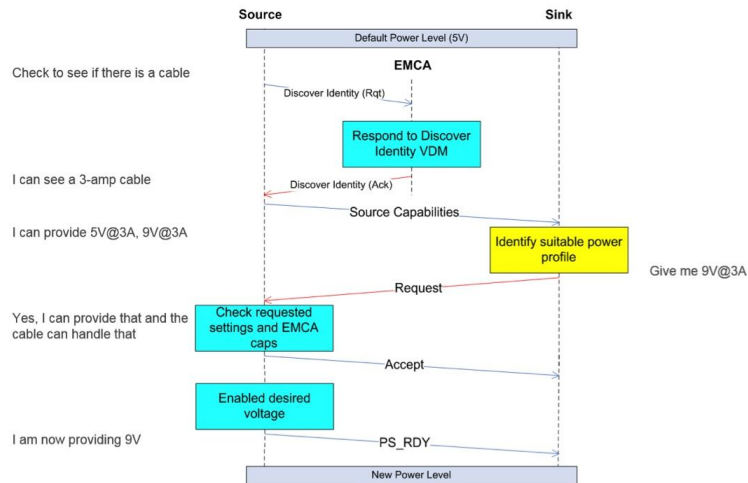 Source
Sink
Default Power Level (5V)
EMCA
Check to see if there is a cable
Discover Identity (Rqt)
Respond to Discover
Identity VDM
I can see a 3-amp cable
Discover Identity (Ack)
Source Capabilities
I can provide 5V@3A, 9V@3A
Identify suitable power
profile
Give me 9V@3A
Request
Yes, I can provide that and the
cable can handle that
Check requested
settings and EMCA
caps
Accept
Enabled desired
voltage
I am now providing 9V
PS_RDY
New Power Level